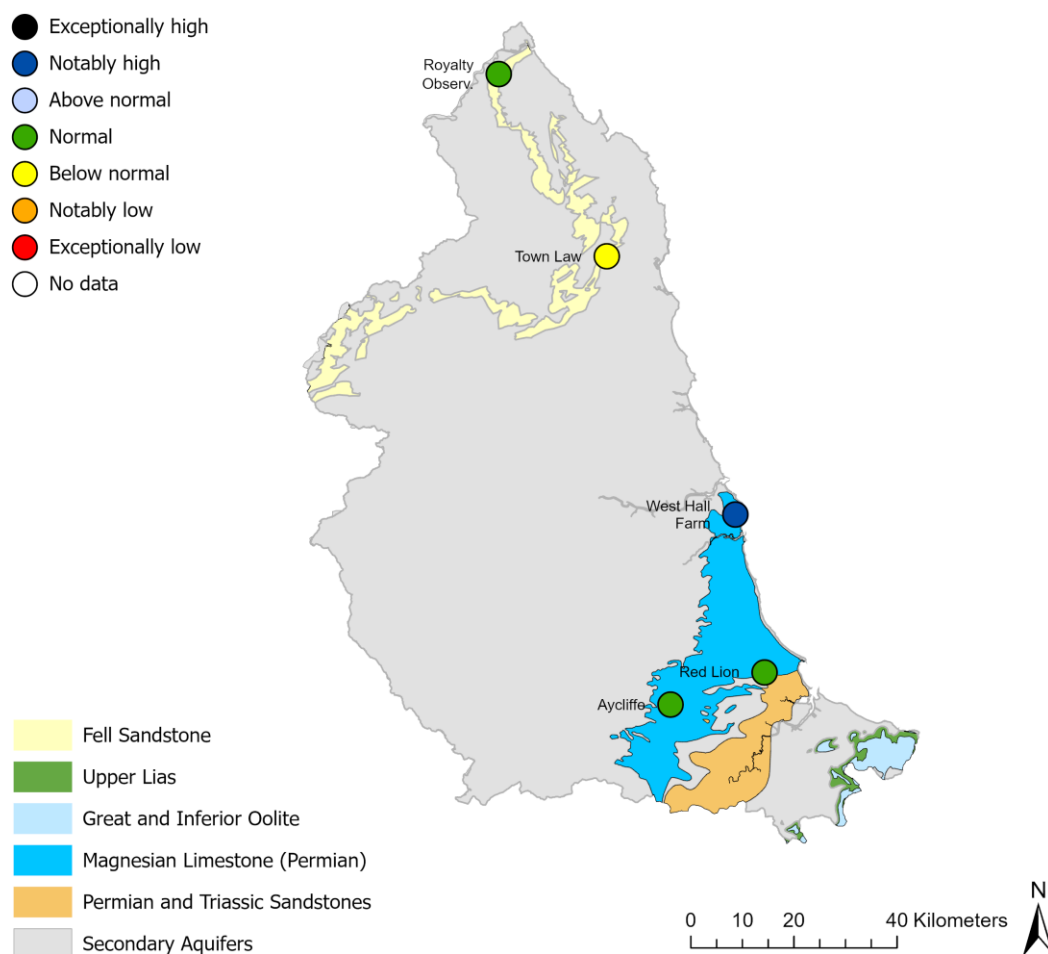 Exceptionally high
Notably high
Above normal
Normal
Below normal
Notably low
Exceptionally low
No data
Royalty
Observ.
Town Law
West Hall
Farm
Red Lion
Aycliffe
Fell Sandstone
Upper Lias
Great and Inferior Oolite
Magnesian Limestone (Permian)
Permian and Triassic Sandstones
Secondary Aquifers
0 10 20 40 Kilometers
N